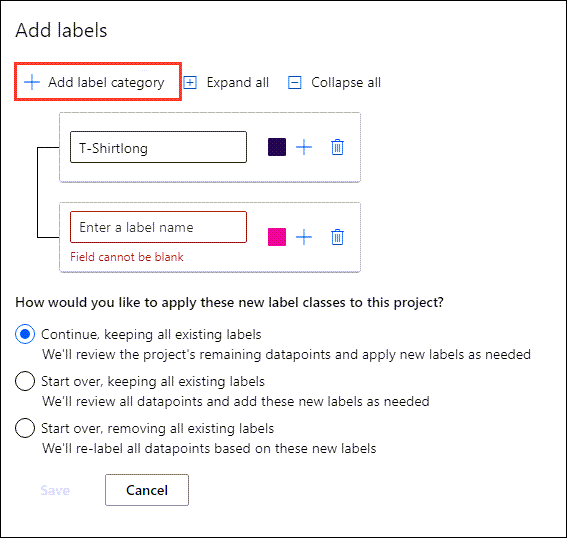 Add labels
Add label category Expand all Collapse all
T-Shirtlong
Enter a label name
Field cannot be blank
How would you like to apply these new label classes to this project?
Continue, keeping all existing labels
We'll review the project's remaining datapoints and apply new labels as needed
Start over, keeping all existing labels
We'll review all datapoints and add these new labels as needed
Start over, removing all existing labels
We'll re-label all datapoints based on these new labels
Save Cancel